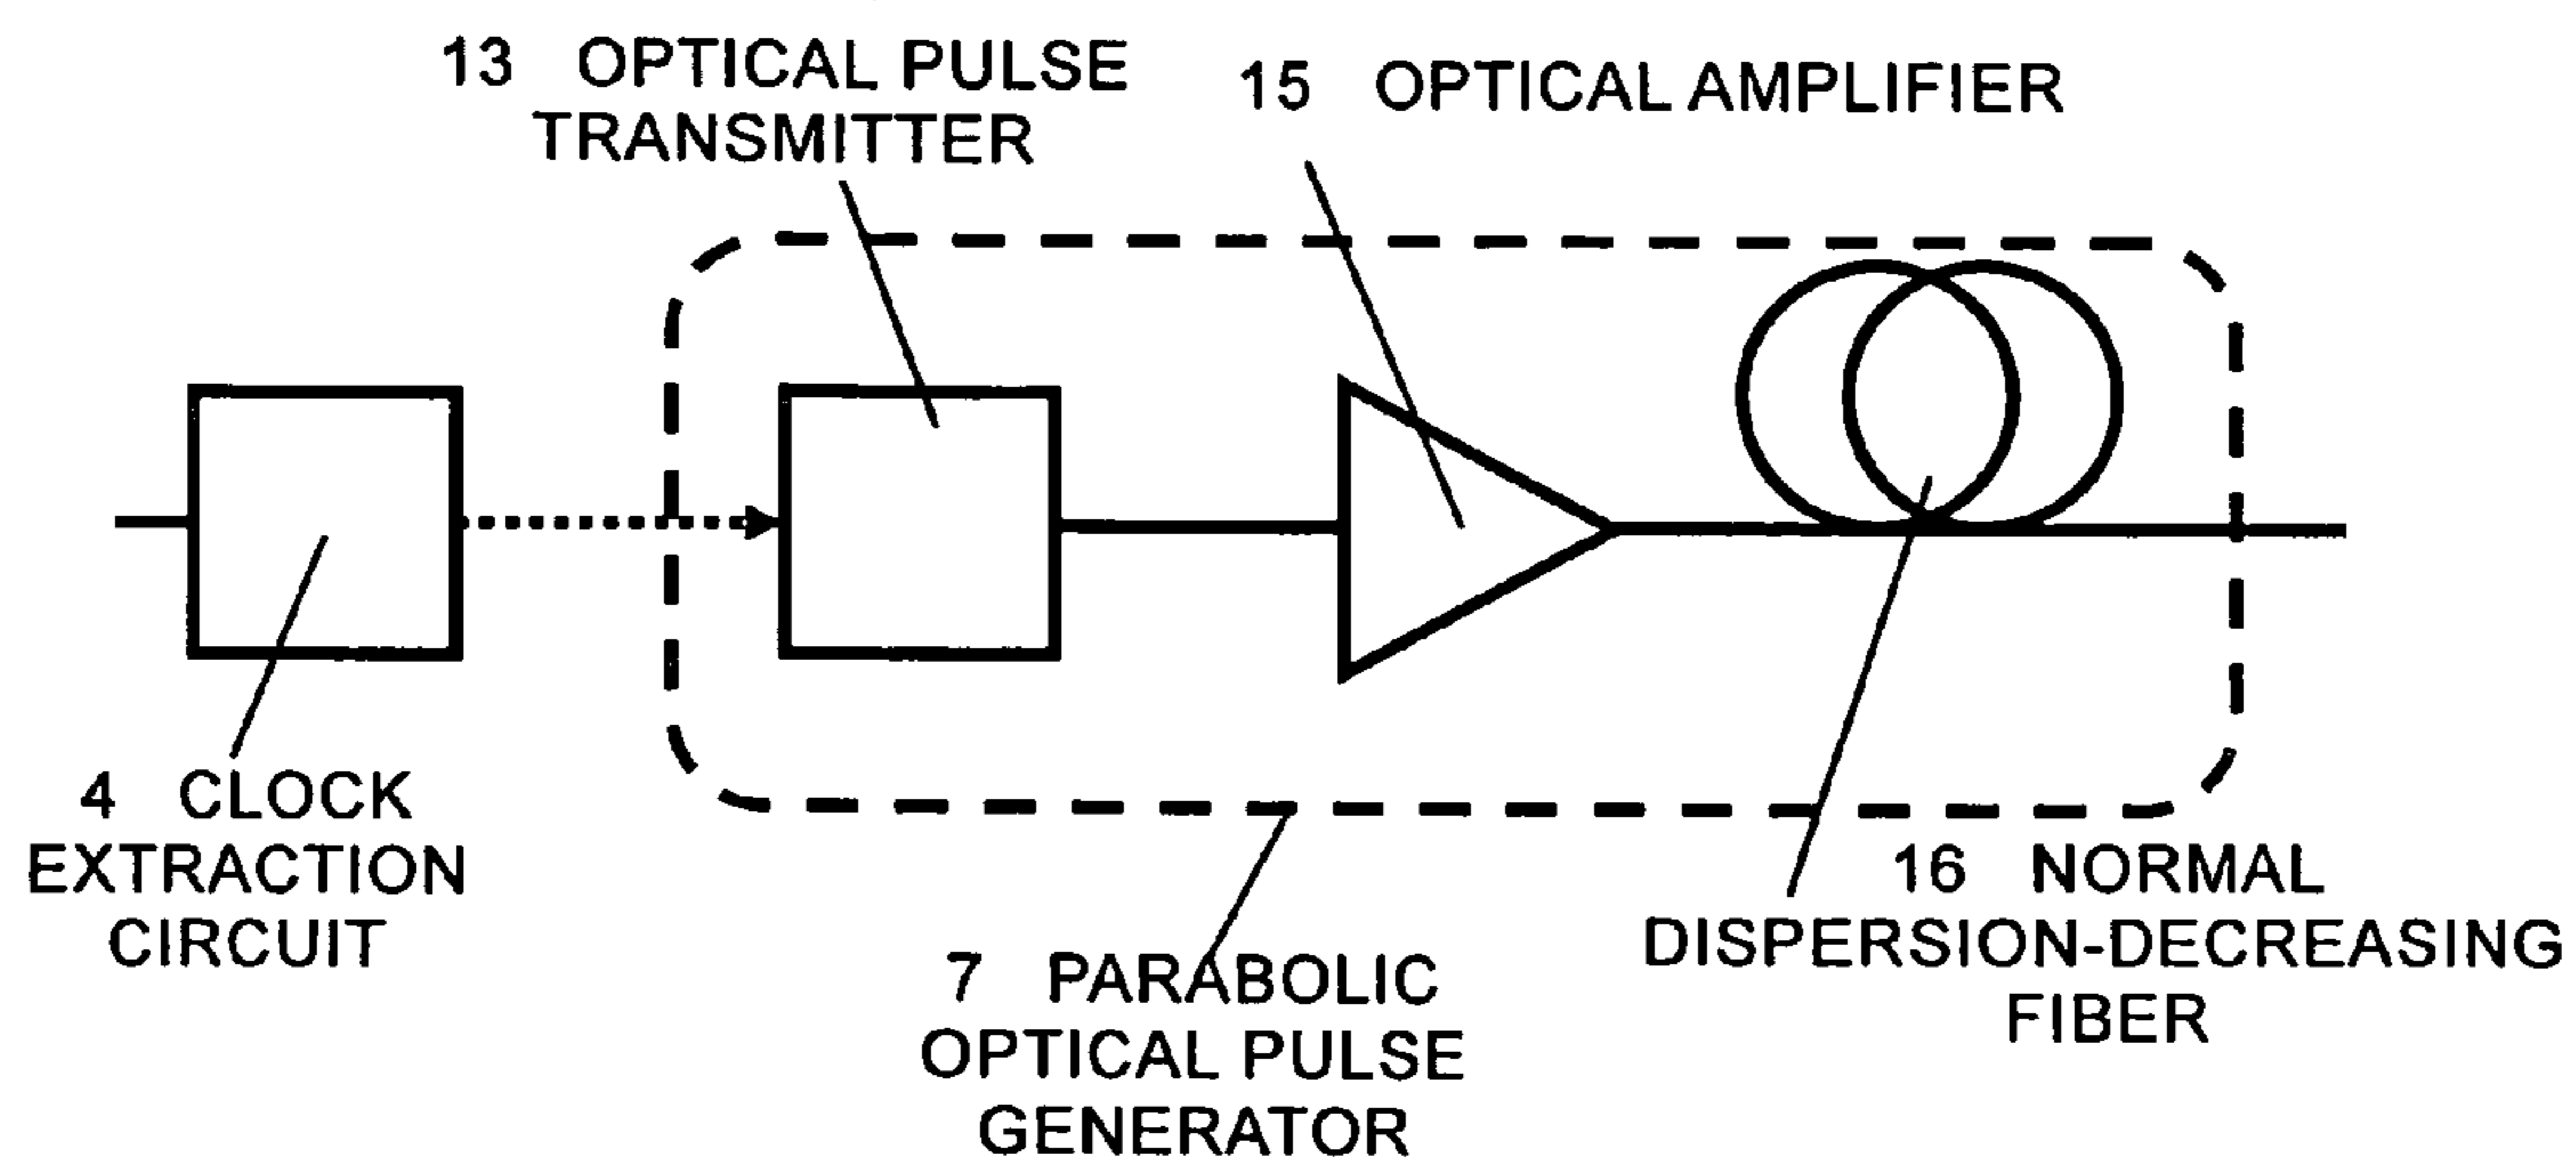 13 OPTICAL PULSE
TRANSMITTER
15 OPTICAL AMPLIFIER
4 CLOCK
EXTRACTION
CIRCUIT
7 PARABOLIC
OPTICAL PULSE
GENERATOR
16 NORMAL
DISPERSION-DECREASING
FIBER